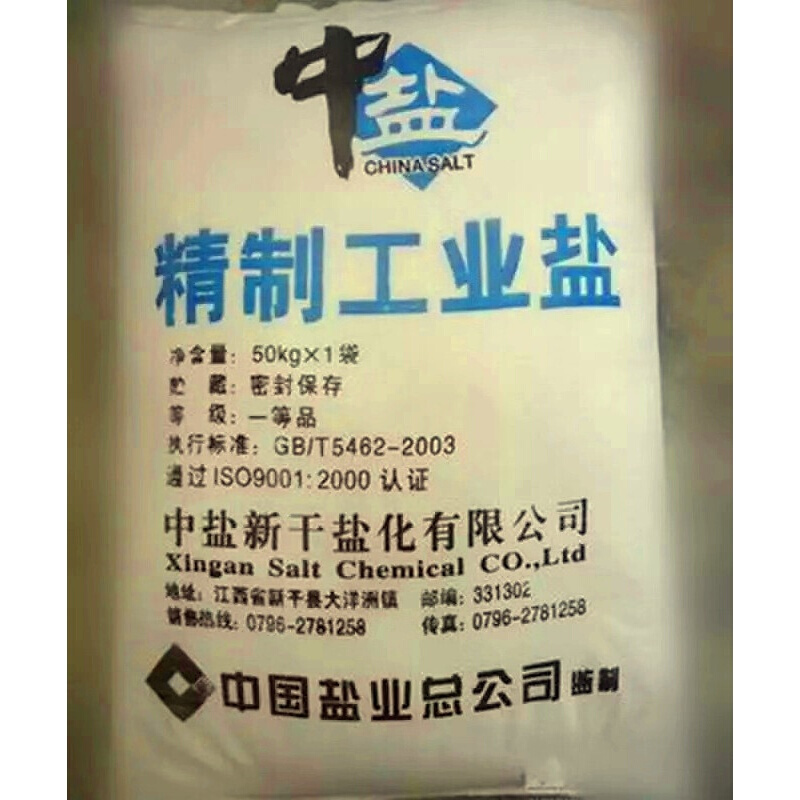 中盐
CHINA SALT
精制工业盐
净含量：50kg×1袋
贮 藏：密封保存
等 级：一等品
执行标准：GB/T5462-2003
通过ISO9001:2000认证
中盐新干盐化有限公司
Xingan Salt Chemical CO.,Ltd
地址：江西省新干县大洋洲镇 邮编：331302
销售热线：0796-2781258 传真：0796-2781258
中国盐业总公司监制